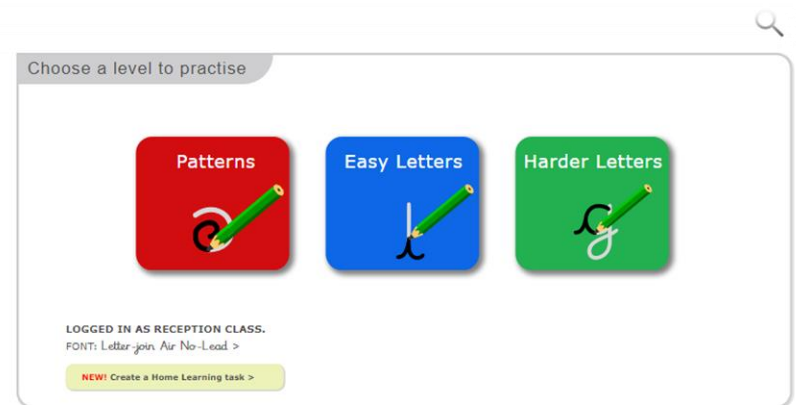 Choose a level to practise
Patterns
Easy Letters
Harder Letters
LOGGED IN AS RECEPTION CLASS.
FONT: Letter-join Air No-Lead >
NEW! Create a Home Learning task >